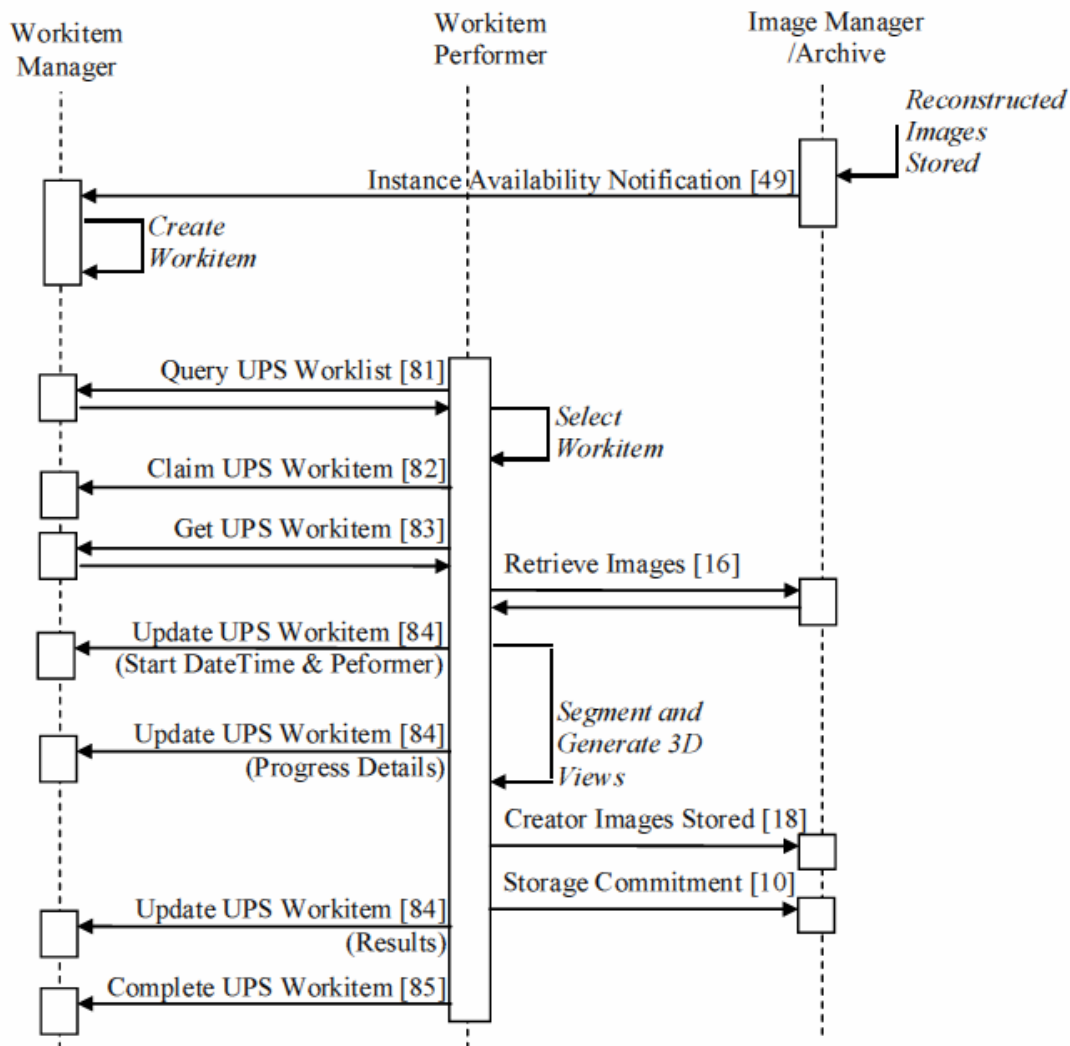 Workitem
Manager
Workitem
Performer
Image Manager
/Archive
Reconstructed
Images
Stored
Instance Availability Notification [49]
Create
Workitem
Query UPS Worklist [81]
Select
Workitem
Claim UPS Workitem [82]
Get UPS Workitem [83]
Retrieve Images [16]
Update UPS Workitem [84]
(Start DateTime & Peformer)
Segment and
Generate 3D
Views
Update UPS Workitem [84]
(Progress Details)
Creator Images Stored [18]
Storage Commitment [10]
Update UPS Workitem [84]
(Results)
Complete UPS Workitem [85]